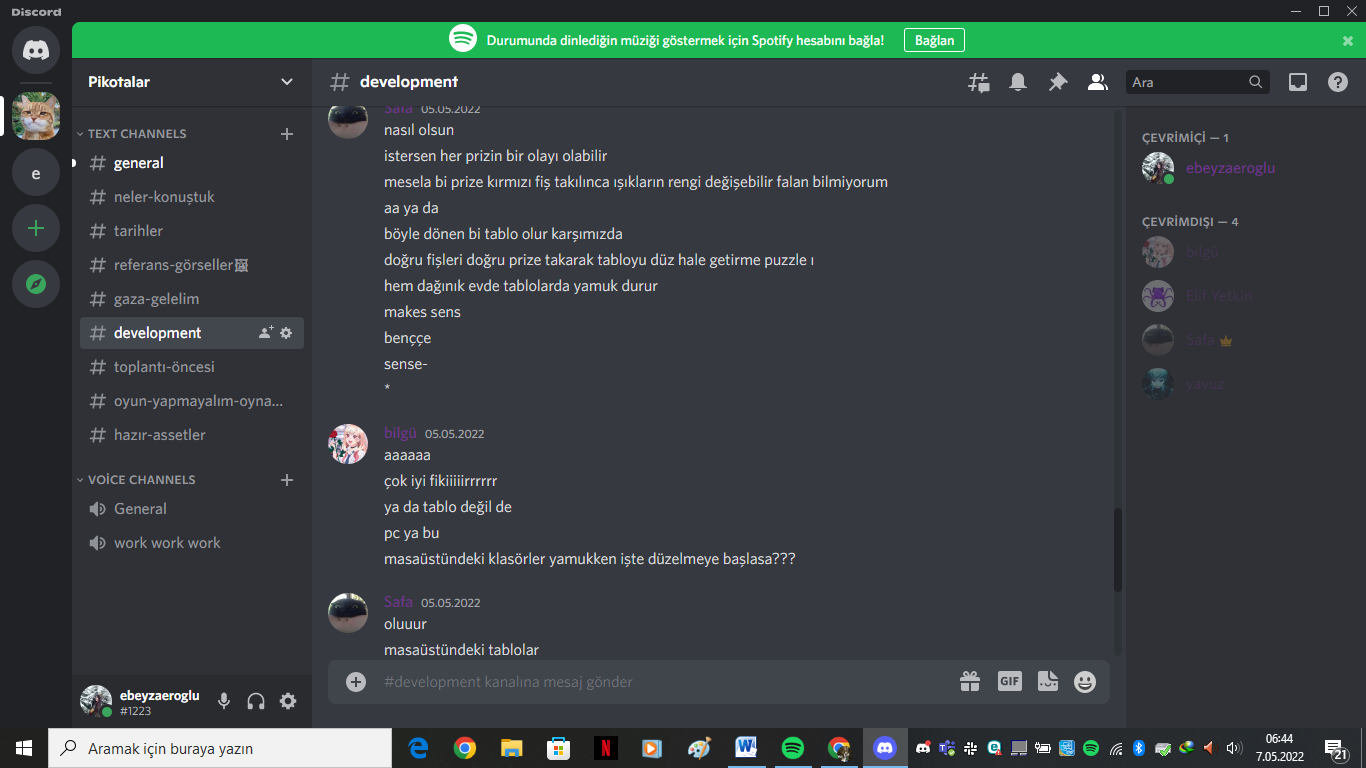 Discord
Durumunda dinlediğin müziği göstermek için Spotify hesabını bağla!
Bağlan
Pikotalar
development
Ara
TEXT CHANNELS
general
neler-konuştuk
tarihler
referans-görseller
gaza-gelelim
development
toplantı-öncesi
oyun-yapmayalım-oyna...
hazır-assetler
VOİCE CHANNELS
General
work work work
e
ebeyzaeroglu
#1223
Safa 05.05.2022
nasıl olsun
istersen her prizin bir olayı olabilir
mesela bi prize kırmızı fiş takılınca ışıkların rengi değişebilir falan bilmiyorum
aa ya da
böyle dönen bi tablo olur karşımızda
doğru fişleri doğru prize takarak tabloyu düz hale getirme puzzle ı
hem dağınık evde tablolarda yamuk durur
makes sens
bençça
sense-
*
bilgü 05.05.2022
aaaaaa
çok iyi fikiiiiirrrrrr
ya da tablo değil de
pc ya bu
masaüstündeki klasörler yamukken işte düzelmeye başlasa???
Safa 05.05.2022
oluuur
masaüstündeki tablolar
#development kanalına mesaj gönder
GIF
ÇEVRİMİÇİ — 1
ebeyzaeroglu
ÇEVRİMDIŞI — 4
bilgü
Elif Yetkin
Safa
yavuz
Aramak için buraya yazın
06:44
7.05.2022
21